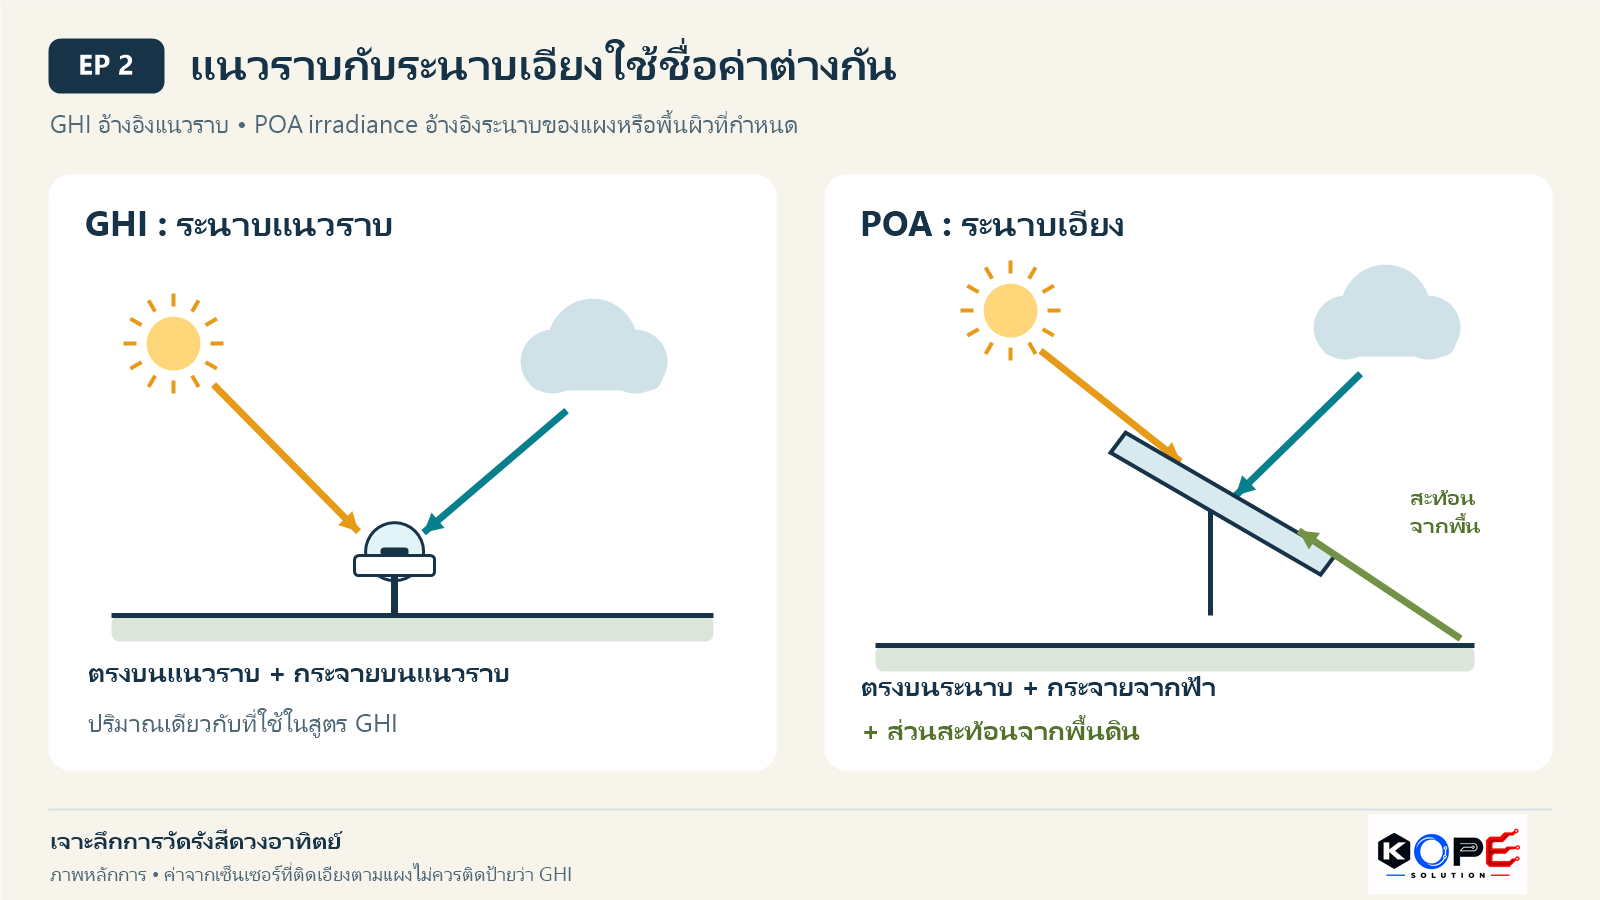 EP 2
แนวราบกับระนาบเอียงใช้ชื่อค่าต่างกัน
GHI อ้างอิงแนวราบ • POA irradiance อ้างอิงระนาบของแผงหรือพื้นผิวที่กำหนด
GHI : ระนาบแนวราบ
ตรงบนแนวราบ + กระจายบนแนวราบ
ปริมาณเดียวกับที่ใช้ในสูตร GHI
POA : ระนาบเอียง
สะท้อน
จากพื้น
ตรงบนระนาบ + กระจายจากฟ้า
+ ส่วนสะท้อนจากพื้นดิน
เจาะลึกการวัดรังสีดวงอาทิตย์
ภาพหลักการ • ค่าจากเซ็นเซอร์ที่ติดเอียงตามแผงไม่ควรติดป้ายว่า GHI
KOPE
SOLUTION